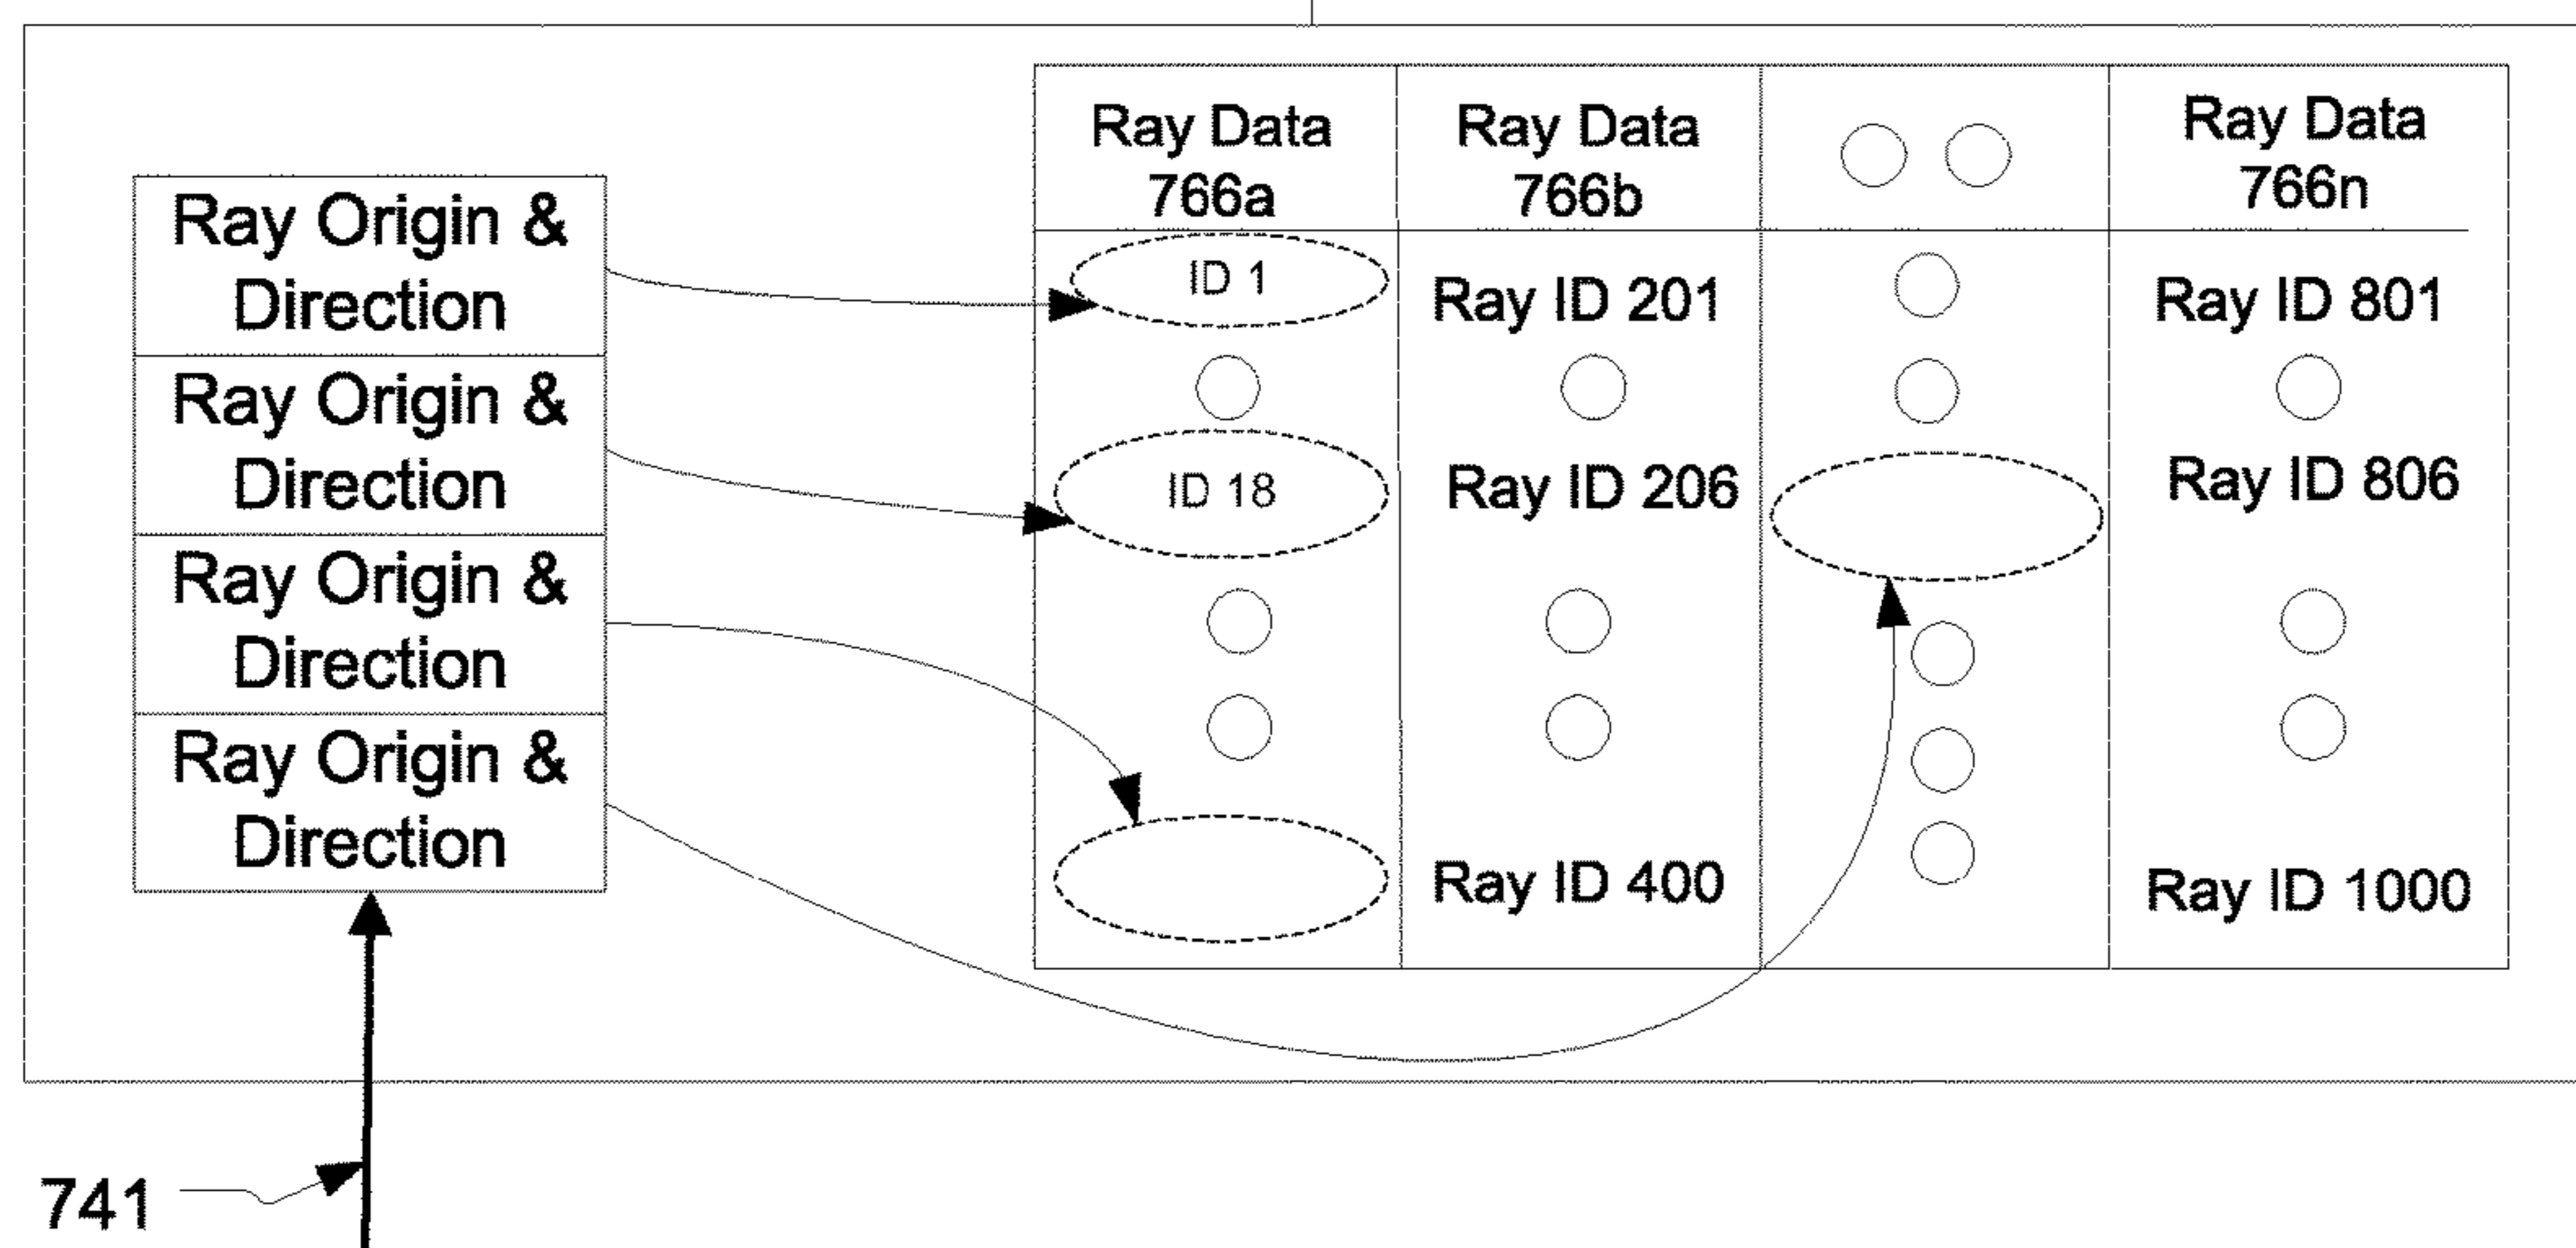 Ray Origin &
Direction
Ray Origin &
Direction
Ray Origin &
Direction
Ray Origin &
Direction
Ray Data
766a
Ray Data
766b
Ray Data
766n
ID 1
Ray ID 201
Ray ID 801
ID 18
Ray ID 206
Ray ID 806
Ray ID 400
Ray ID 1000
741